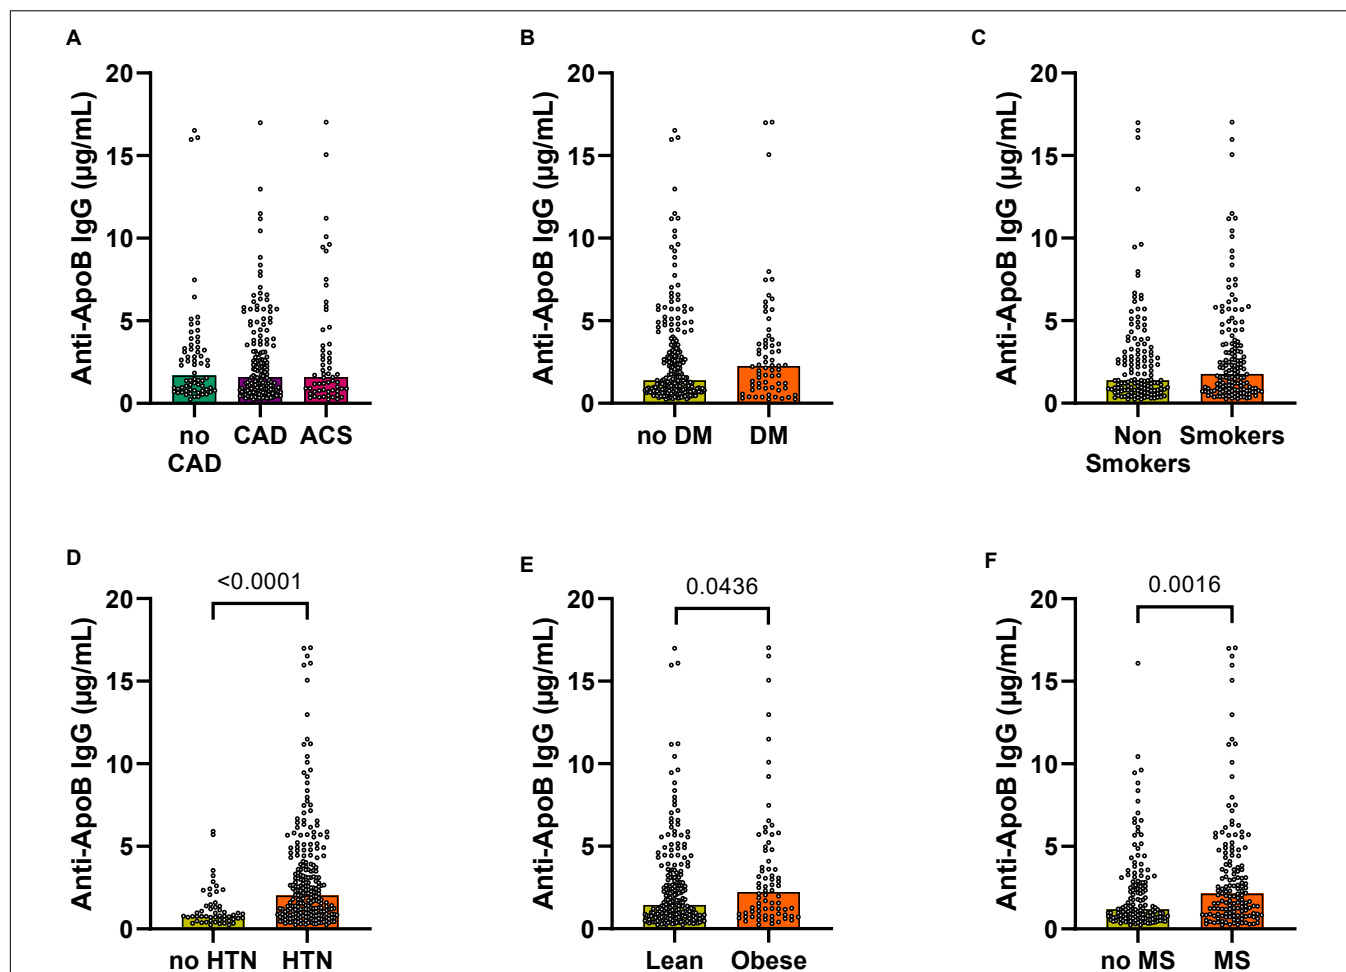 A
Anti-ApoB IgG (µg/mL)
20
15
10
5
0
no
CAD
CAD
ACS
B
Anti-ApoB IgG (µg/mL)
20
15
10
5
0
no DM
DM
C
Anti-ApoB IgG (µg/mL)
20
15
10
5
0
Non
Smokers
Smokers
D
<0.0001
Anti-ApoB IgG (µg/mL)
20
15
10
5
0
no HTN
HTN
E
0.0436
Anti-ApoB IgG (µg/mL)
20
15
10
5
0
Lean
Obese
F
0.0016
Anti-ApoB IgG (µg/mL)
20
15
10
5
0
no MS
MS